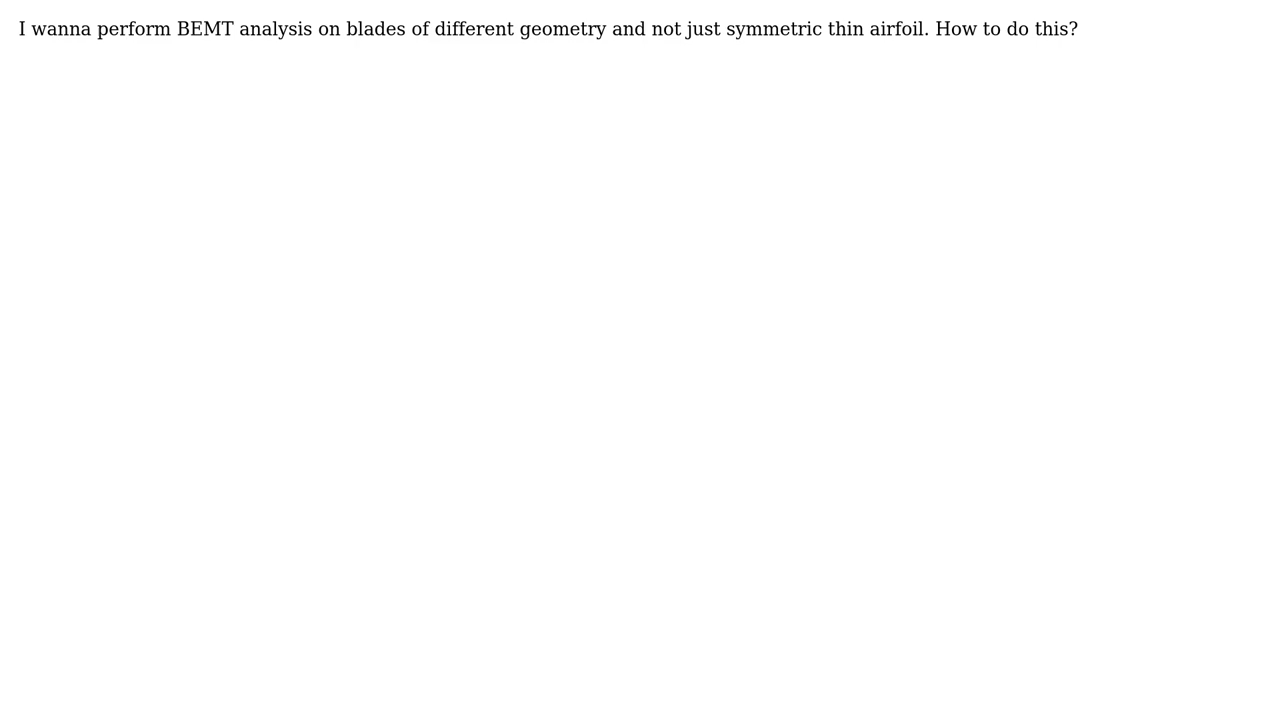 I wanna perform BEMT analysis on blades of different geometry and not just symmetric thin airfoil. How to do this?